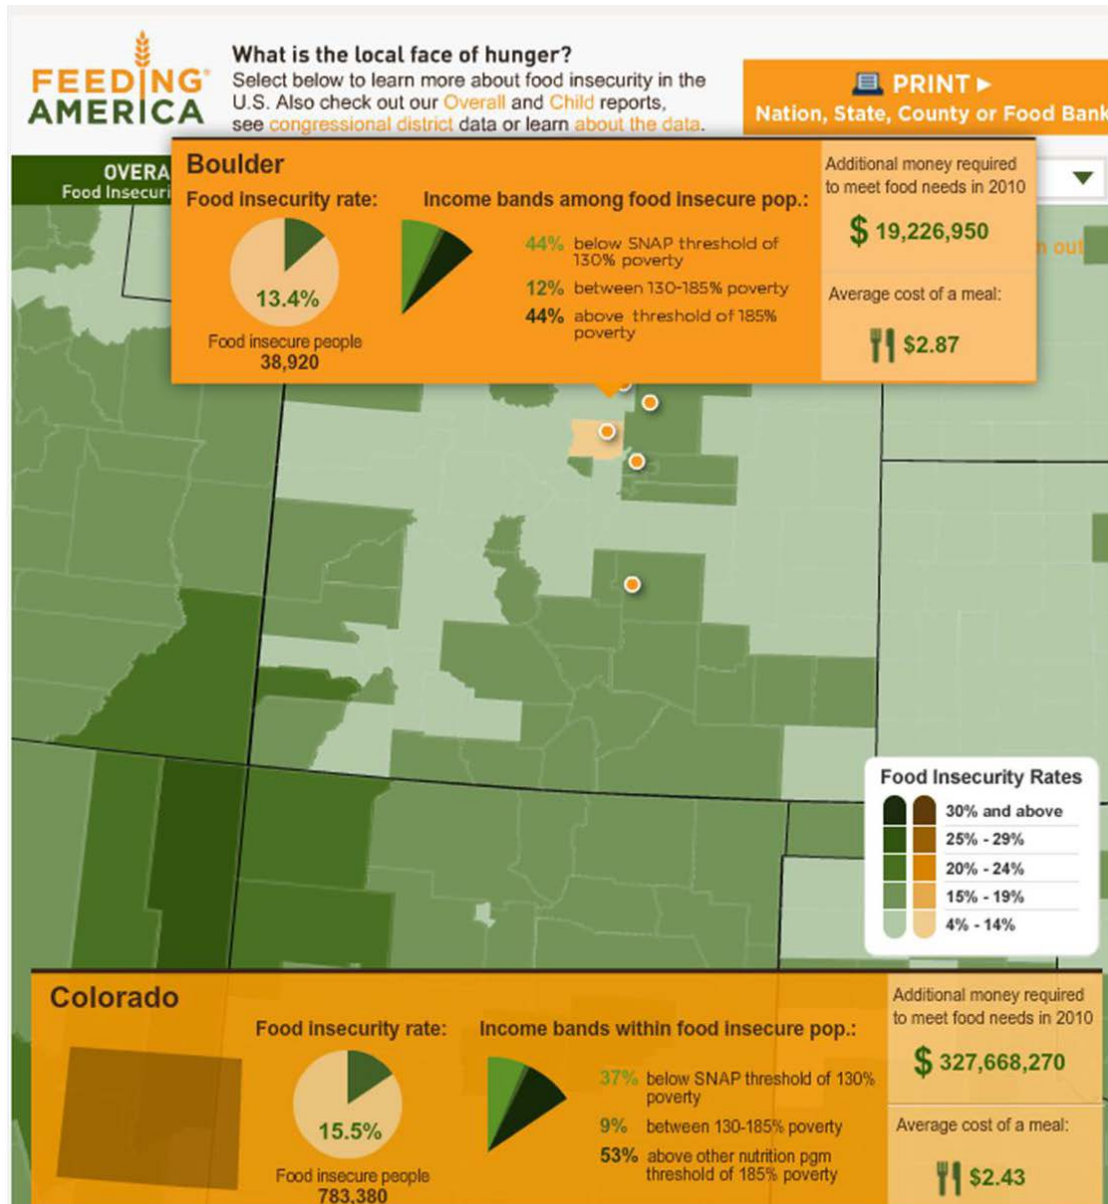 FEEDING
AMERICA
What is the local face of hunger?
Select below to learn more about food insecurity in the
U.S. Also check out our Overall and Child reports,
see congressional district data or learn about the data.
PRINT ▸
Nation, State, County or Food Bank
Boulder
Food insecurity rate:
13.4%
Food insecure people
38,920
Income bands among food insecure pop.:
44% below SNAP threshold of
130% poverty
12% between 130-185% poverty
44% above threshold of 185%
poverty
Additional money required
to meet food needs in 2010
$ 19,226,950
Average cost of a meal:
$2.87
Food Insecurity Rates
30% and above
25% - 29%
20% - 24%
15% - 19%
4% - 14%
Colorado
Food insecurity rate:
15.5%
Food insecure people
783,380
Income bands within food insecure pop.:
37% below SNAP threshold of 130%
poverty
9% between 130-185% poverty
53% above other nutrition pgm
threshold of 185% poverty
Additional money required
to meet food needs in 2010
$ 327,668,270
Average cost of a meal:
$2.43